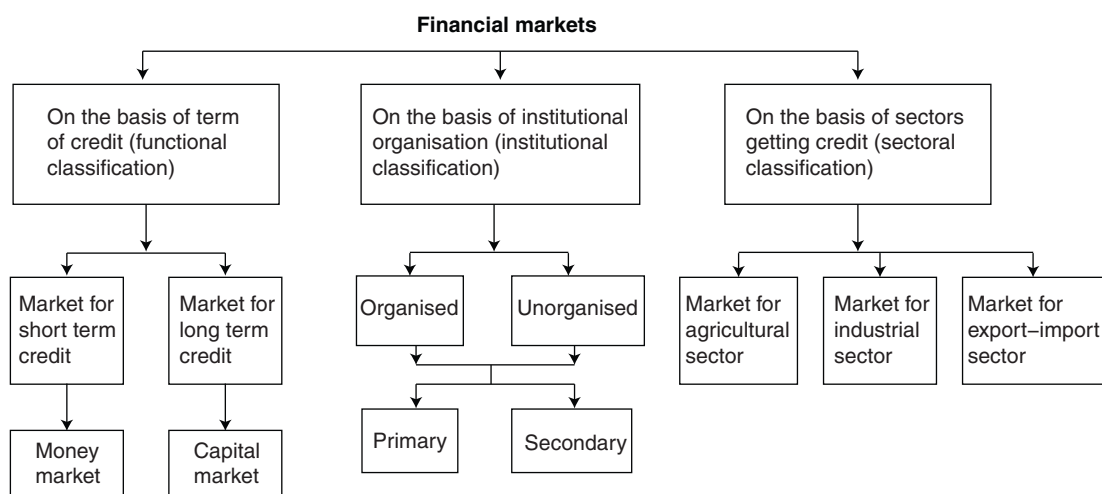 Financial markets
On the basis of term
of credit (functional
classification)
On the basis of institutional
organisation (institutional
classification)
On the basis of sectors
getting credit (sectoral
classification)
Market for
short term
credit
Market for
long term
credit
Organised
Unorganised
Market for
agricultural
sector
Market for
industrial
sector
Market for
export–import
sector
Money
market
Capital
market
Primary
Secondary